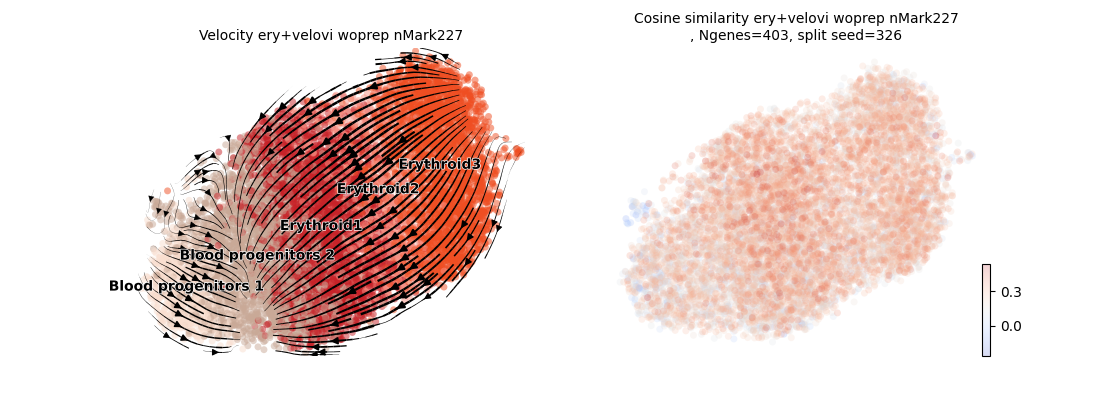 Velocity ery+velovi woprep nMark227
Erythroid3
Erythroid2
Erythroid1
Blood progenitors 2
Blood progenitors 1
Cosine similarity ery+velovi woprep nMark227
, Ngenes=403, split seed=326
0.3
0.0